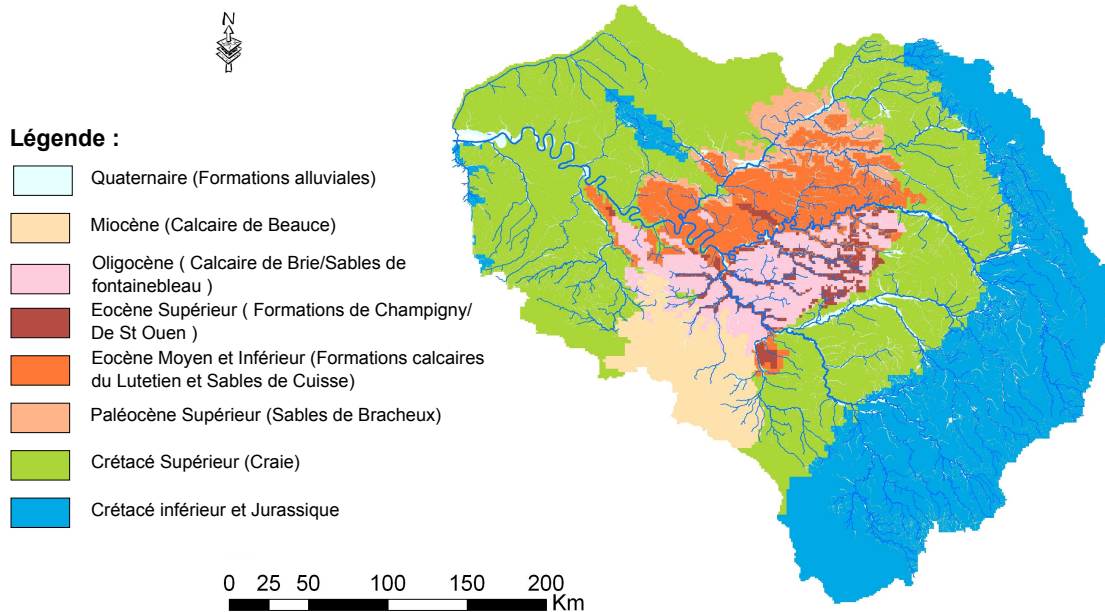 N
Légende :
Quaternaire (Formations alluviales)
Miocène (Calcaire de Beauce)
Oligocène ( Calcaire de Brie/Sables de
fontainebleau )
Eocène Supérieur ( Formations de Champigny/
De St Ouen )
Eocène Moyen et Inférieur (Formations calcaires
du Lutetien et Sables de Cuisse)
Paléocène Supérieur (Sables de Bracheux)
Crétacé Supérieur (Craie)
Crétacé inférieur et Jurassique
0 25 50 100 150 200
Km